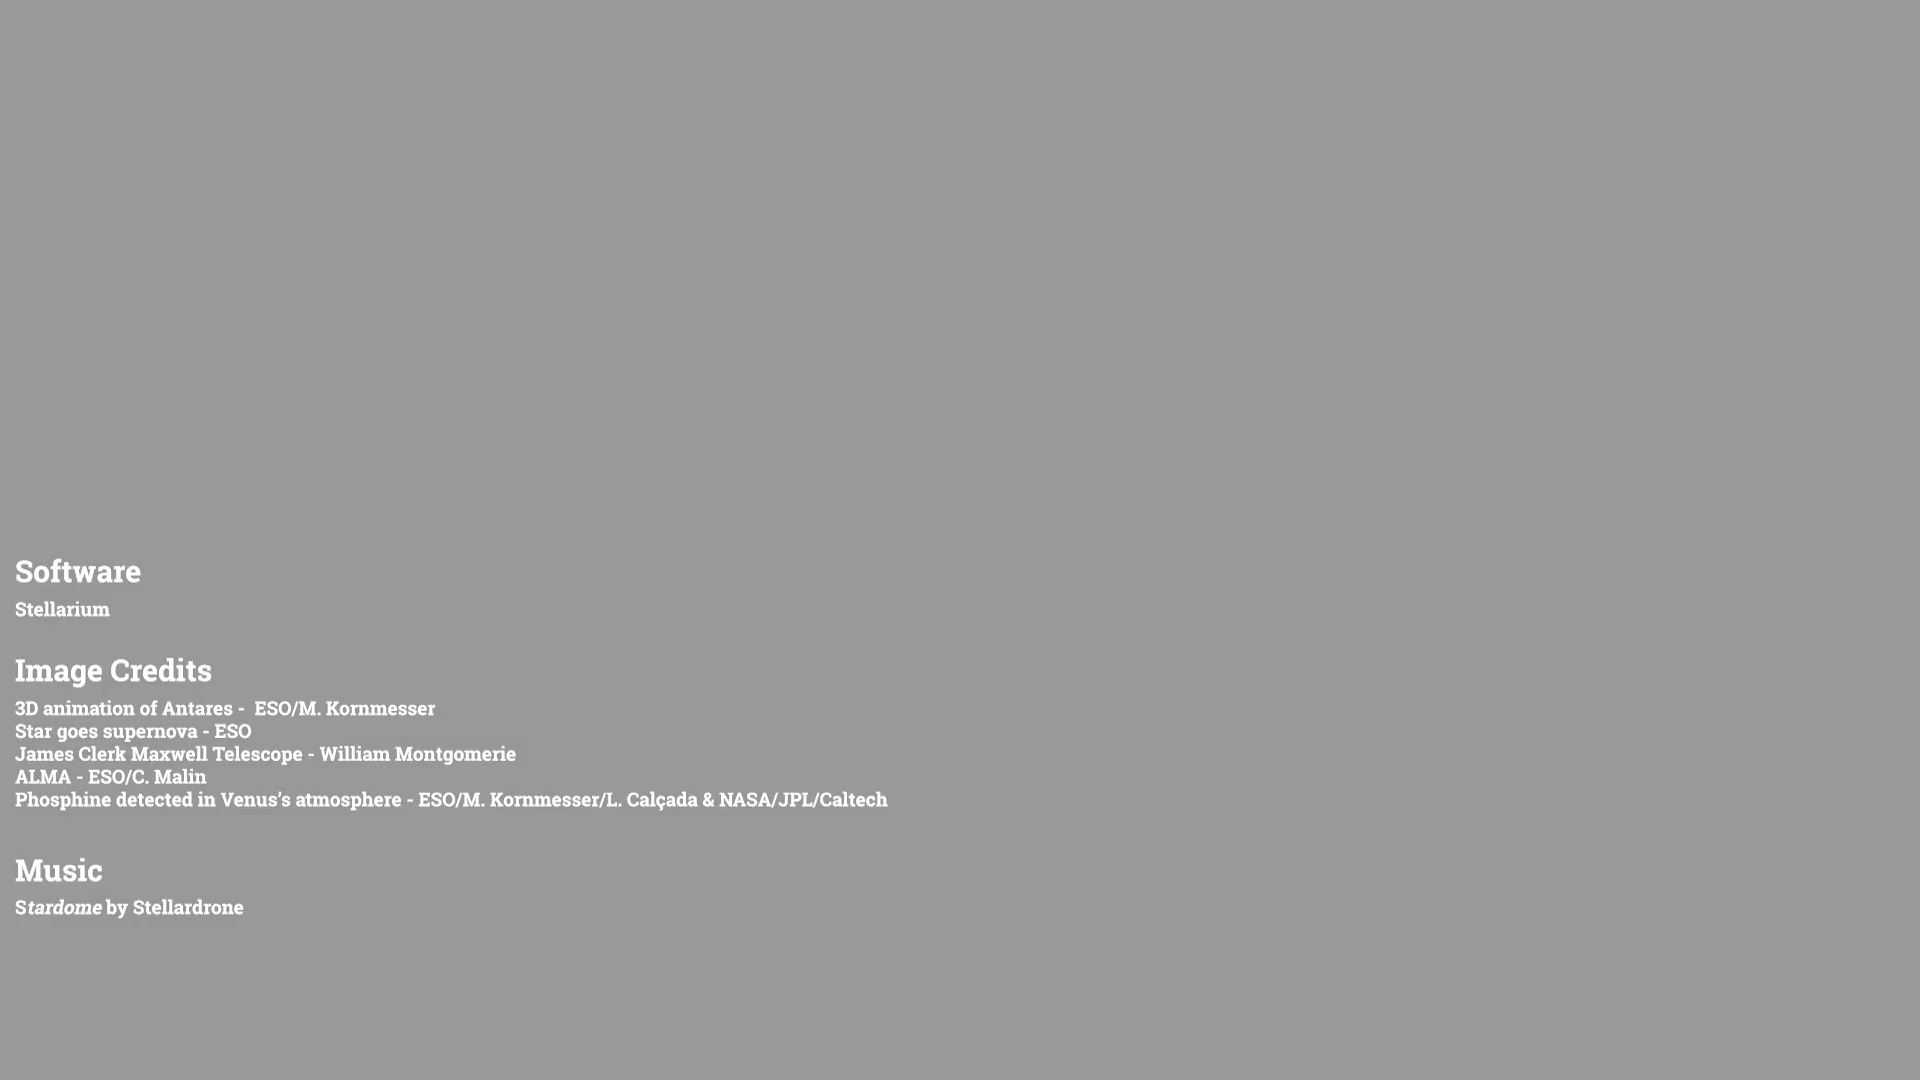 Software
Stellarium
Image Credits
3D animation of Antares -  ESO/M. Kornmesser
Star goes supernova - ESO
James Clerk Maxwell Telescope - William Montgomerie
ALMA - ESO/C. Malin
Phosphine detected in Venus’s atmosphere - ESO/M. Kornmesser/L. Calçada & NASA/JPL/Caltech
Music
Stardome by Stellardrone